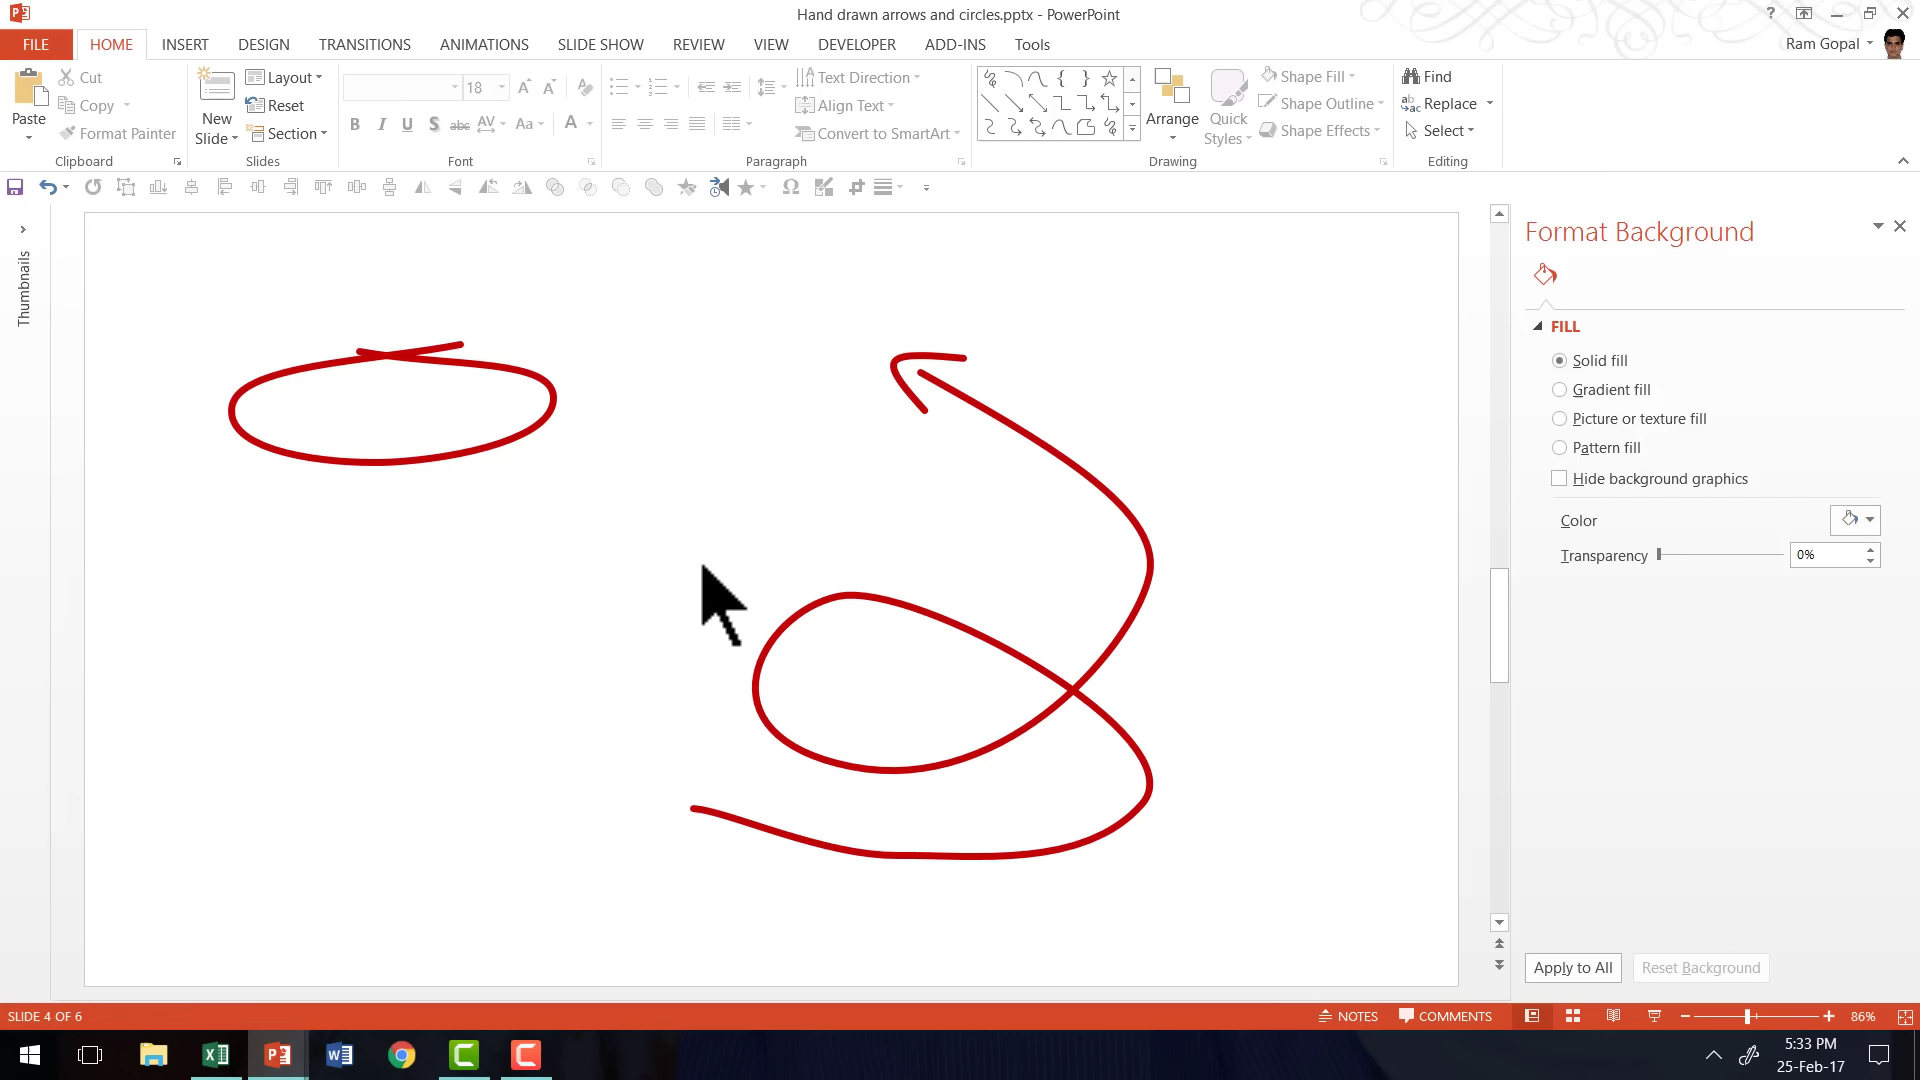 Hand drawn arrows and circles.pptx - PowerPoint
?
FILE HOME INSERT DESIGN TRANSITIONS ANIMATIONS SLIDE SHOW REVIEW VIEW DEVELOPER ADD-INS Tools
Ram Gopal
Paste
Cut
Copy
Format Painter
Clipboard
New
Slide
Layout
Reset
Section
Slides
18
B I U S abc AV Aa A
Font
Text Direction
Align Text
Convert to SmartArt
Paragraph
Arrange
Quick
Styles
Shape Fill
Shape Outline
Shape Effects
Drawing
Find
Replace
Select
Editing
Thumbnails
Format Background
FILL
Solid fill
Gradient fill
Picture or texture fill
Pattern fill
Hide background graphics
Color
Transparency
0%
Apply to All
Reset Background
SLIDE 4 OF 6
NOTES
COMMENTS
86%
5:33 PM
25-Feb-17